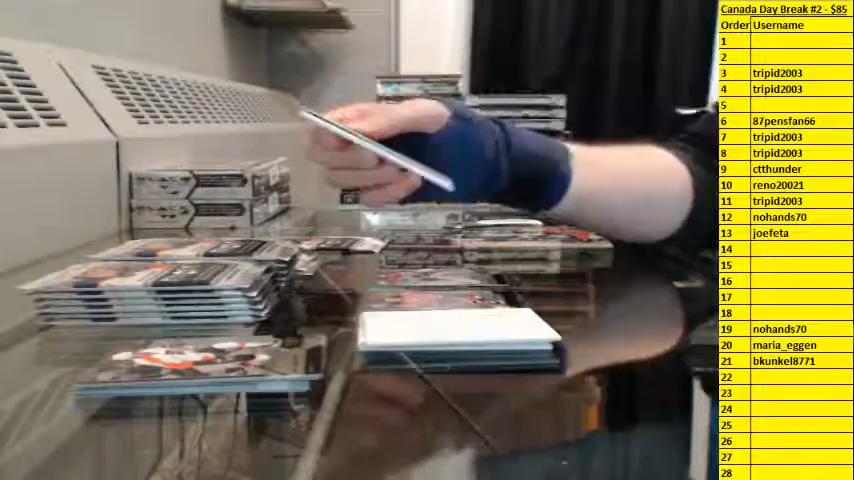 Canada Day Break #2 - $85
Order Username
1
2
3 tripid2003
4 tripid2003
5
6 87pensfan66
7 tripid2003
8 tripid2003
9 ctthunder
10 reno20021
11 tripid2003
12 nohands70
13 joefeta
14
15
16
17
18
19 nohands70
20 maria_eggen
21 bkunkel8771
22
23
24
25
26
27
28